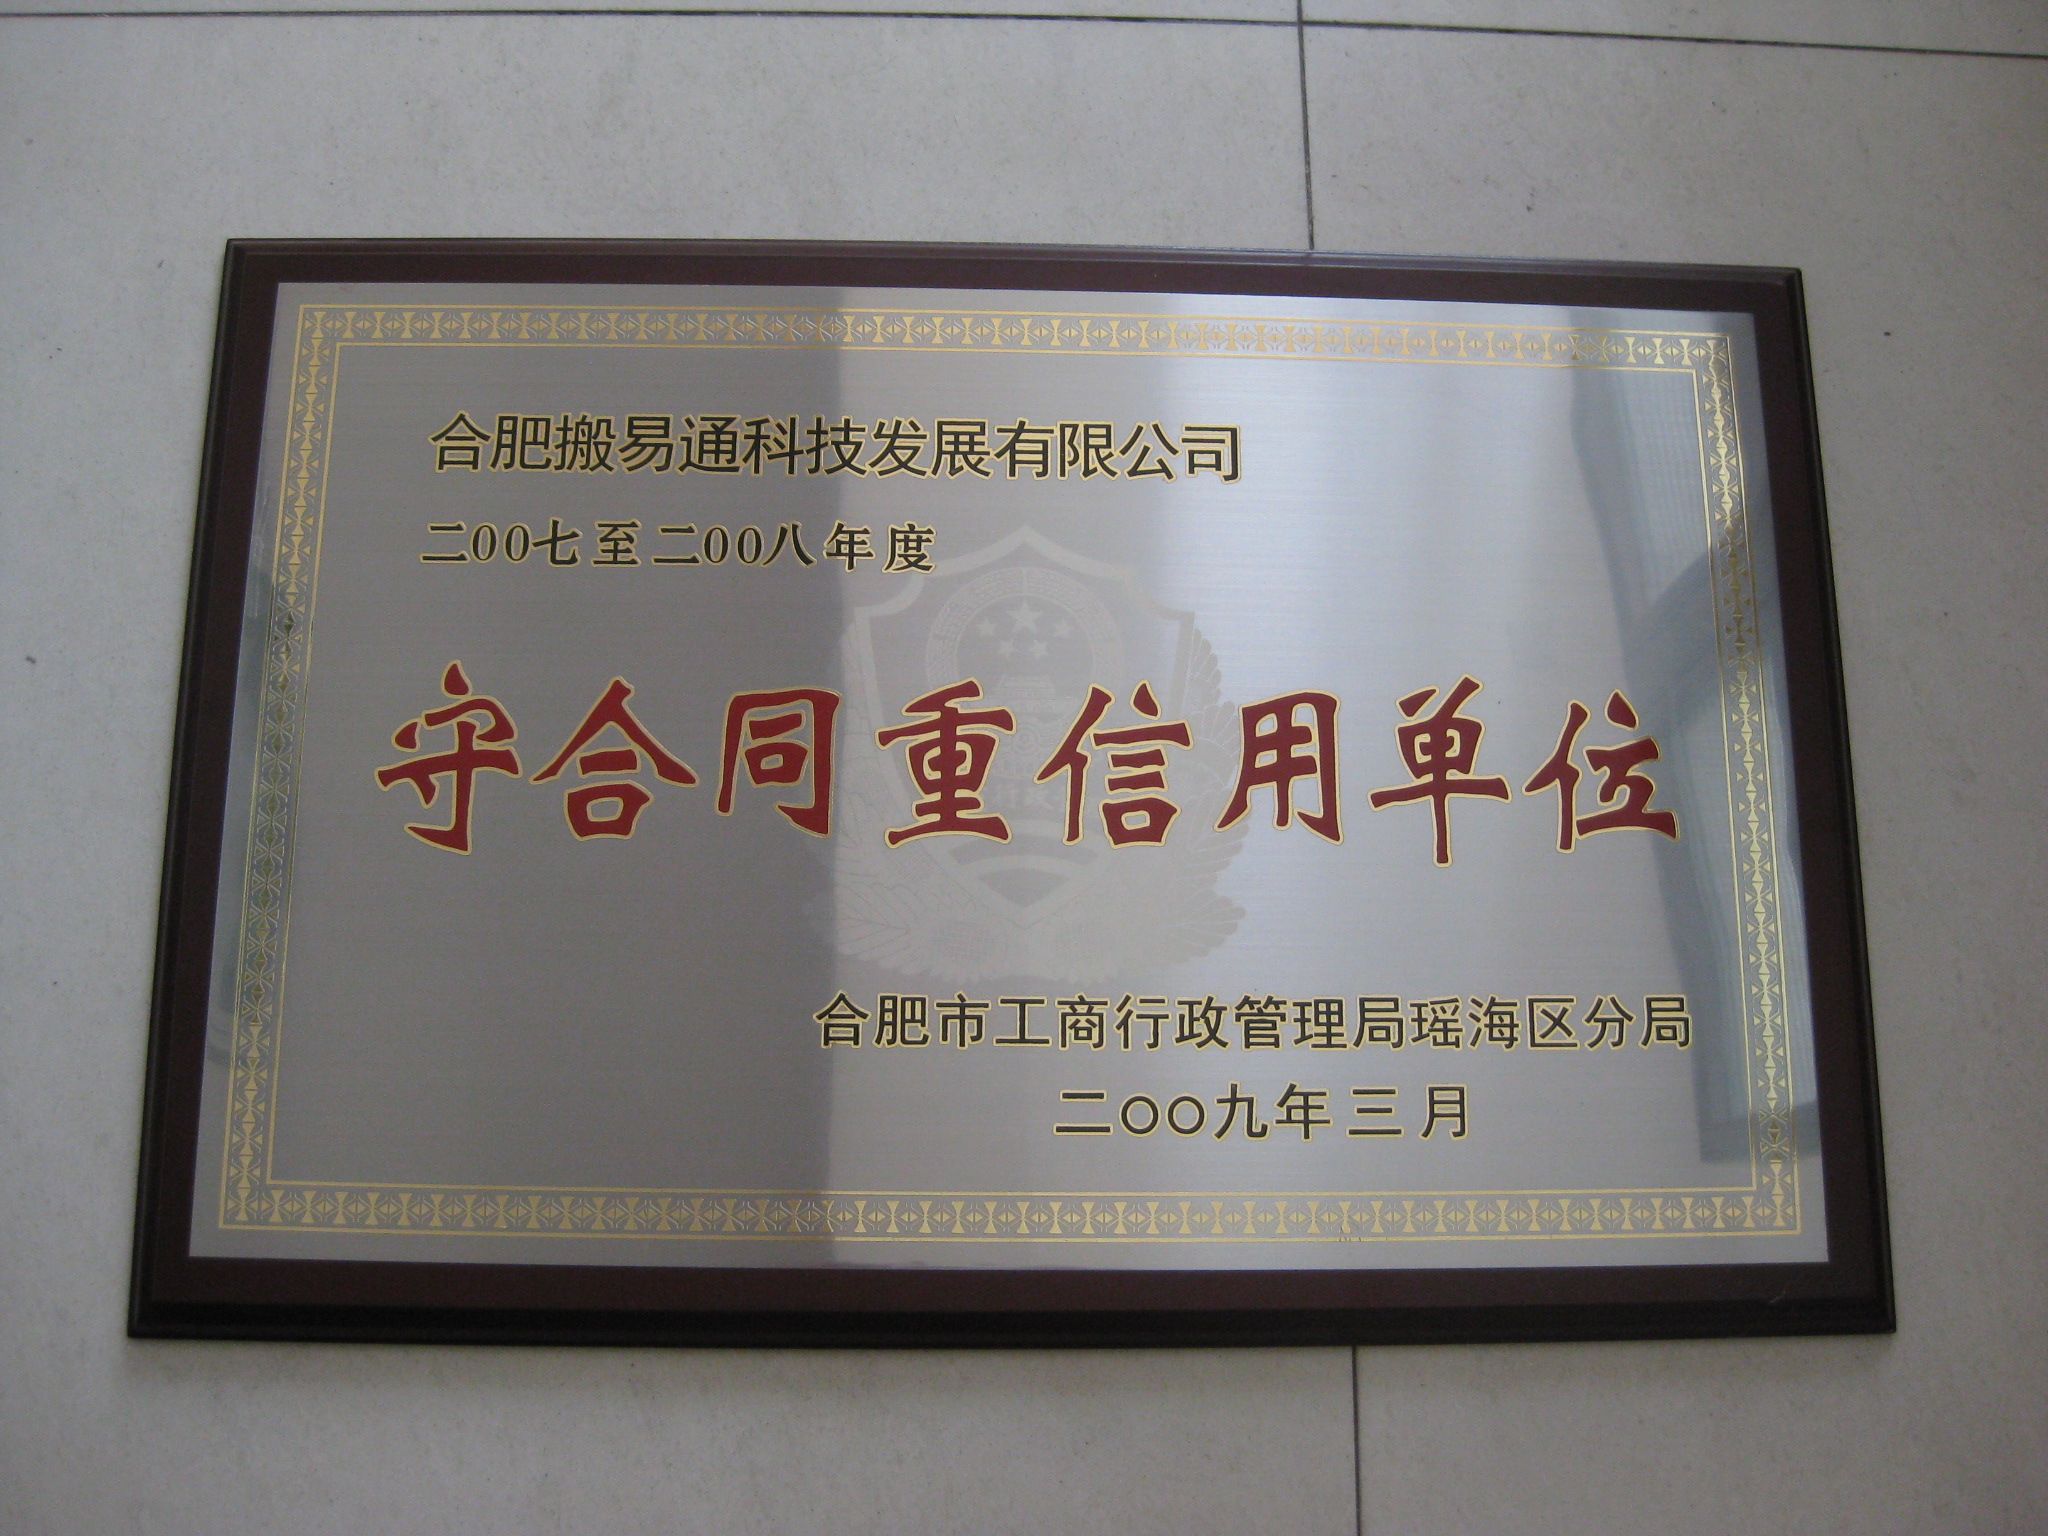 合肥搬易通科技发展有限公司
二00七至二00八年度
守合同重信用单位
合肥市工商行政管理局瑶海区分局
二〇〇九年三月